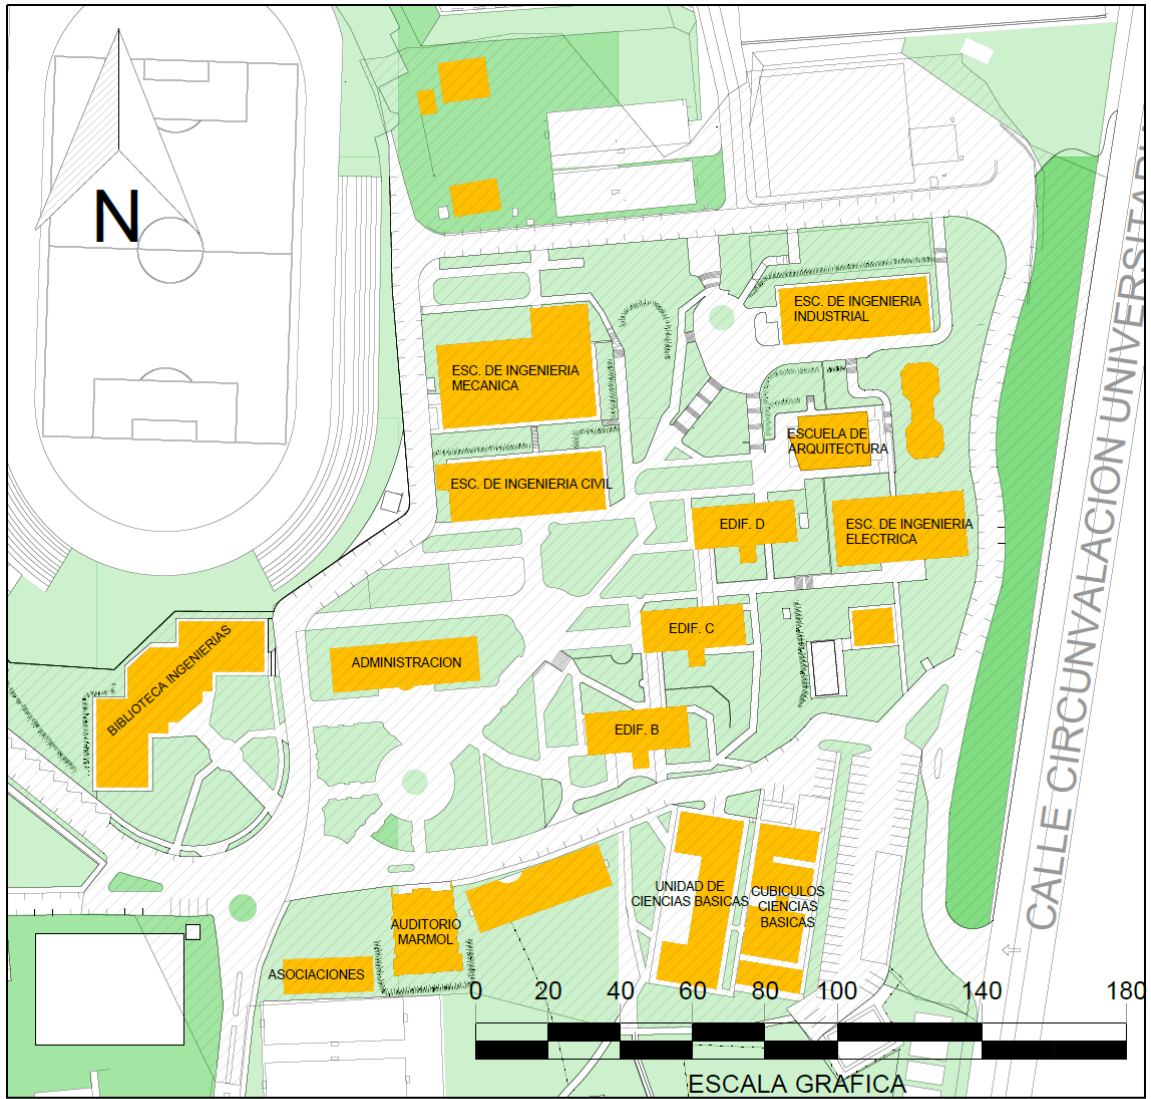 N
ESC. DE INGENIERIA
INDUSTRIAL
ESC. DE INGENIERIA
MECANICA
ESCUELA DE
ARQUITECTURA
ESC. DE INGENIERIA CIVIL
EDIF. D
ESC. DE INGENIERIA
ELECTRICA
CALLE CIRCUNVALACION UNIVERSITARI
EDIF. C
ADMINISTRACION
BIBLIOTECA INGENIERIAS
EDIF. B
UNIDAD DE
CIENCIAS BASICAS
CUBICULOS
CIENCIAS
BASICAS
AUDITORIO
MARMOL
ASOCIACIONES
0 20 40 60 80 100 140 180
ESCALA GRAFICA